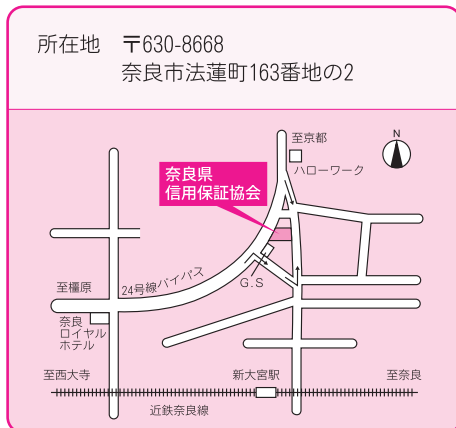 所在地 〒630-8668
奈良市法蓮町163番地の2
至京都
N
ハローワーク
奈良県
信用保証協会
24号線バイパス
G.S
至橿原
奈良
ロイヤル
ホテル
至西大寺
新大宮駅
至奈良
近鉄奈良線